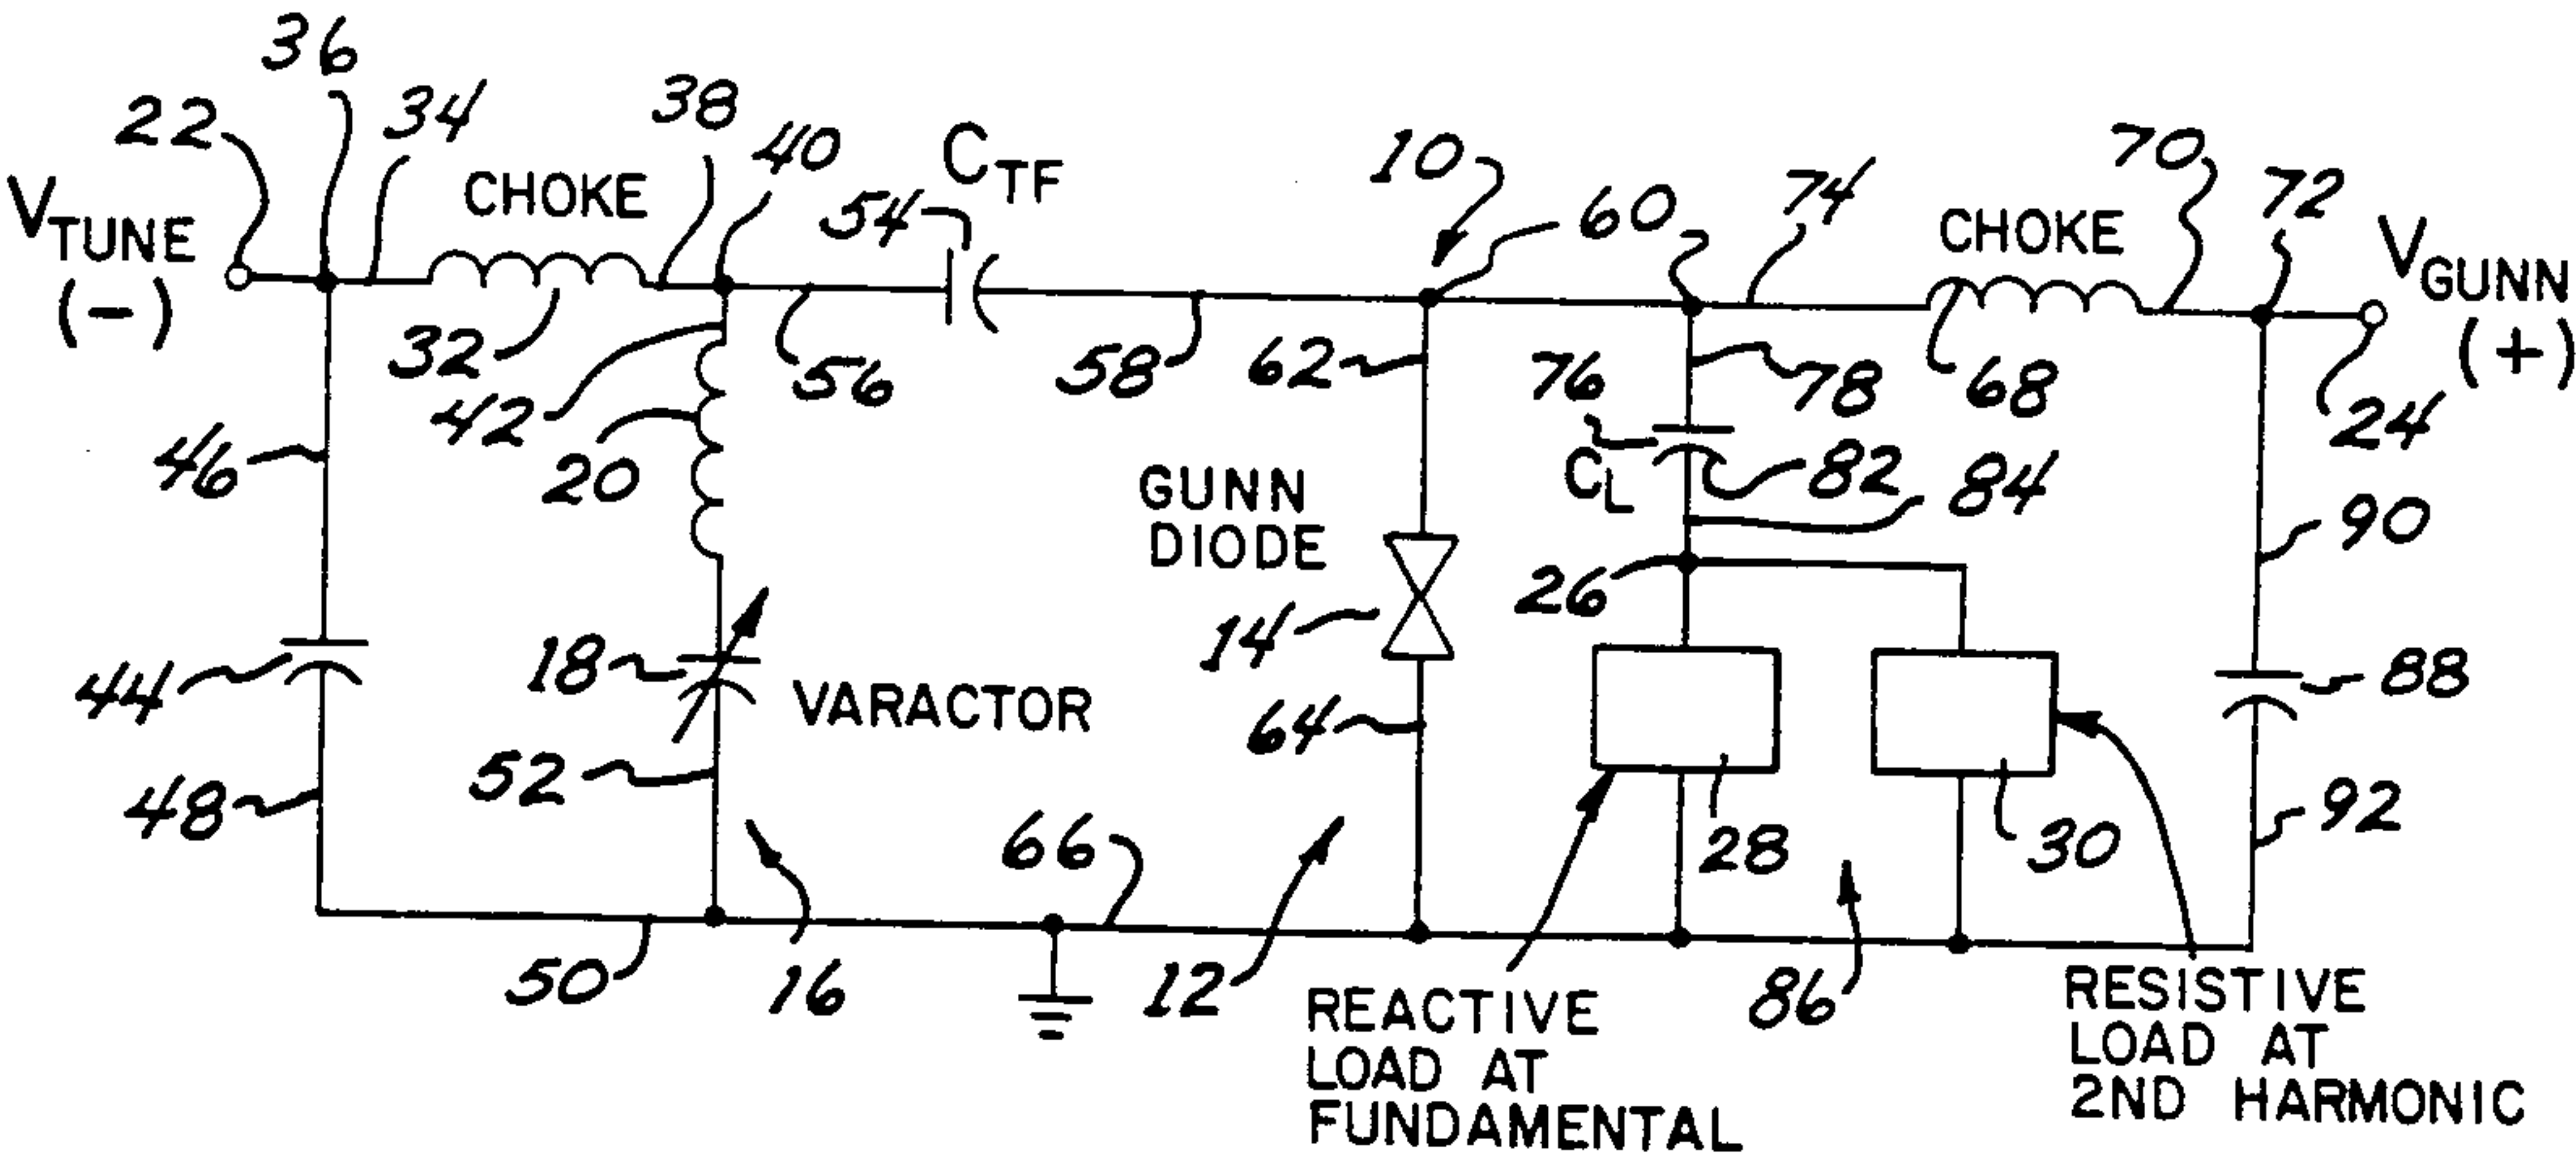 36
22
34
38
40
C_TF
10
60
74
70
72
V_TUNE
(-)
CHOKE
54
CHOKE
V_GUNN
(+)
32
42
56
58
62
76
78
68
24
46
20
C_L
82
84
GUNN
DIODE
90
26
14
44
18
VARACTOR
64
88
48
52
66
28
30
92
50
16
12
86
REACTIVE
LOAD AT
FUNDAMENTAL
RESISTIVE
LOAD AT
2ND HARMONIC